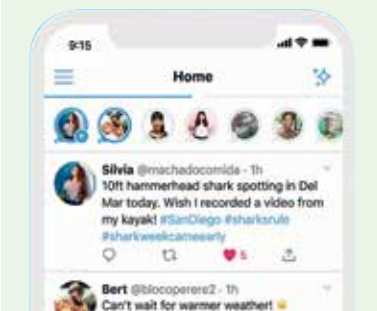 9:15
Home
Silvia @machadocomida · 1h
10ft hammerhead shark spotting in Del
Mar today. Wish I recorded a video from
my kayak! #SanDiego #sharksrule
#sharkweekcameearly
5
Bert @blocoperere2 · 1h
Can't wait for warmer weather!